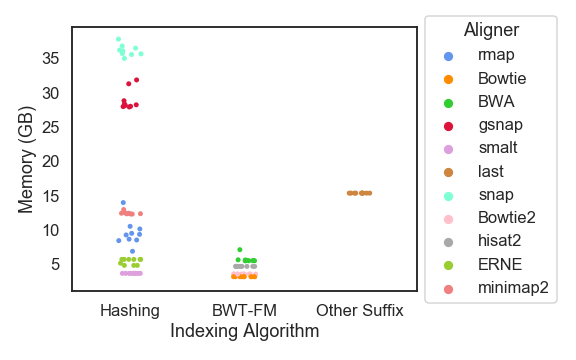 Memory (GB)
35
30
25
20
15
10
5
Hashing
BWT-FM
Other Suffix
Indexing Algorithm
Aligner
rmap
Bowtie
BWA
gsnap
smalt
last
snap
Bowtie2
hisat2
ERNE
minimap2